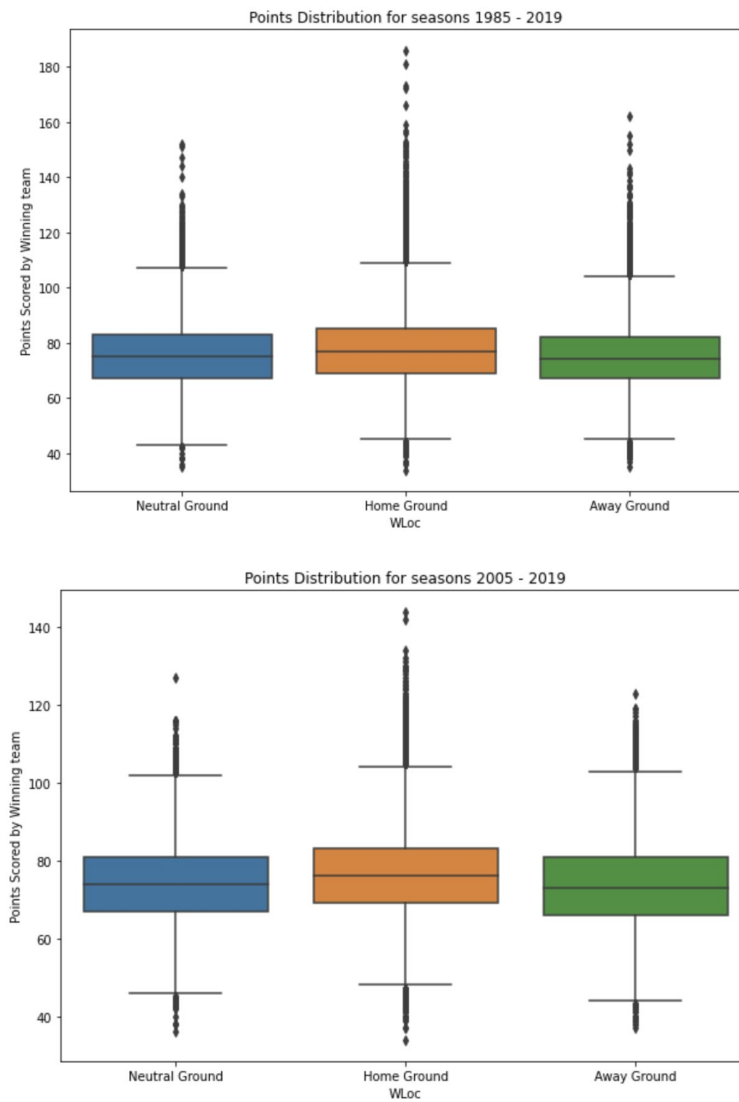 Points Distribution for seasons 1985 - 2019
180
160
140
120
100
80
60
40
Points Scored by Winning team
Neutral Ground Home Ground Away Ground
WLoc
Points Distribution for seasons 2005 - 2019
140
120
100
80
60
40
Points Scored by Winning team
Neutral Ground Home Ground Away Ground
WLoc